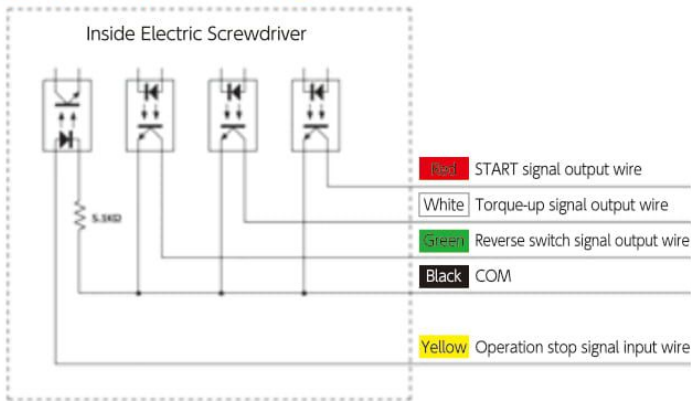 Inside Electric Screwdriver
5.1KΩ
Red START signal output wire
White Torque-up signal output wire
Green Reverse switch signal output wire
Black COM
Yellow Operation stop signal input wire